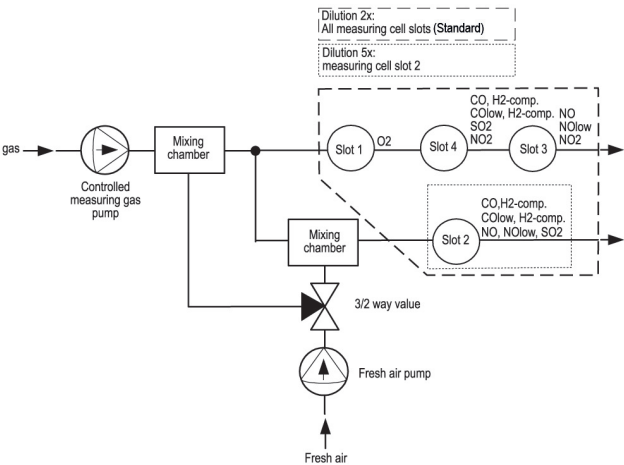 Dilution 2x:
All measuring cell slots (Standard)
Dilution 5x:
measuring cell slot 2
gas
Controlled
measuring gas
pump
Mixing
chamber
Slot 1
O2
Slot 4
CO, H2-comp.
COlow, H2-comp.
SO2
NO2
Slot 3
NO
NOlow
NO2
Mixing
chamber
Slot 2
CO,H2-comp.
COlow, H2-comp.
NO, NOlow, SO2
3/2 way value
Fresh air pump
Fresh air